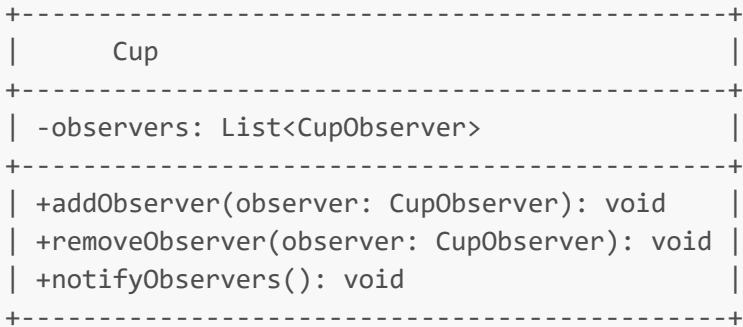 +----------------------------------------------+
|      Cup                                     |
+----------------------------------------------+
| -observers: List<CupObserver>                |
+----------------------------------------------+
| +addObserver(observer: CupObserver): void    |
| +removeObserver(observer: CupObserver): void |
| +notifyObservers(): void                     |
+----------------------------------------------+